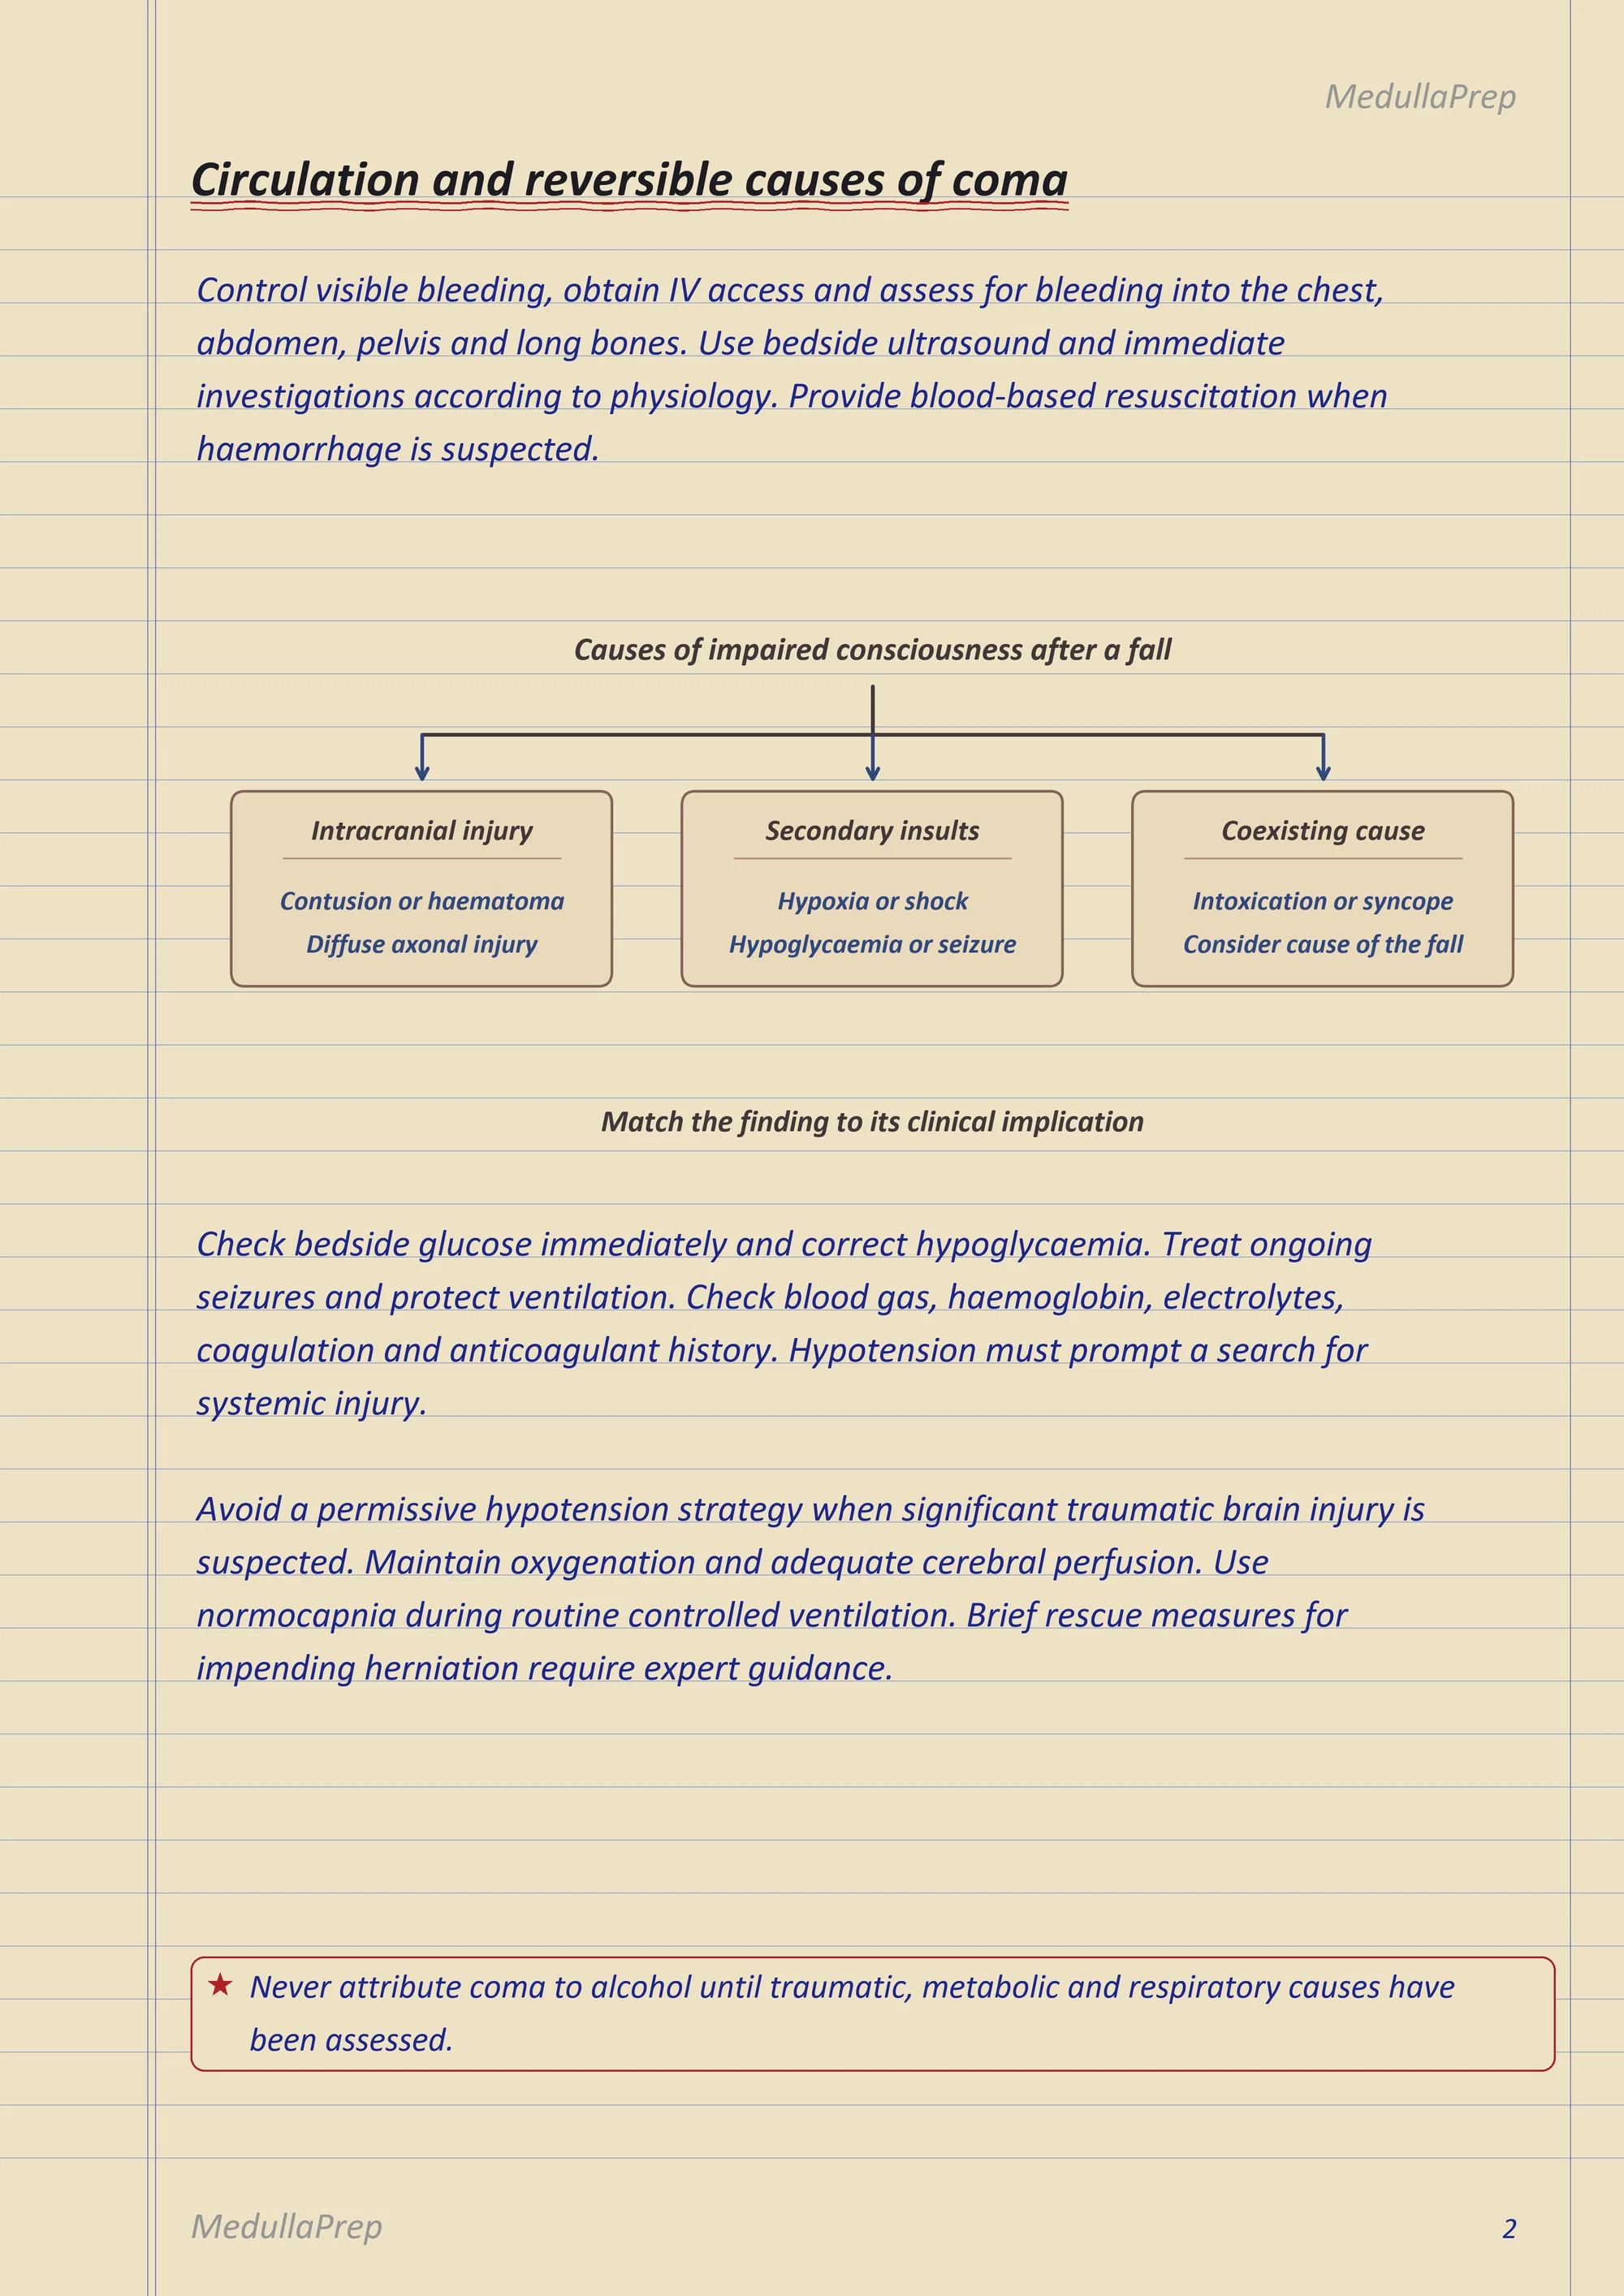 MedullaPrep
Circulation and reversible causes of coma
Control visible bleeding, obtain IV access and assess for bleeding into the chest,
abdomen, pelvis and long bones. Use bedside ultrasound and immediate
investigations according to physiology. Provide blood-based resuscitation when
haemorrhage is suspected.
Causes of impaired consciousness after a fall
Intracranial injury
Contusion or haematoma
Diffuse axonal injury
Secondary insults
Hypoxia or shock
Hypoglycaemia or seizure
Coexisting cause
Intoxication or syncope
Consider cause of the fall
Match the finding to its clinical implication
Check bedside glucose immediately and correct hypoglycaemia. Treat ongoing
seizures and protect ventilation. Check blood gas, haemoglobin, electrolytes,
coagulation and anticoagulant history. Hypotension must prompt a search for
systemic injury.
Avoid a permissive hypotension strategy when significant traumatic brain injury is
suspected. Maintain oxygenation and adequate cerebral perfusion. Use
normocapnia during routine controlled ventilation. Brief rescue measures for
impending herniation require expert guidance.
★ Never attribute coma to alcohol until traumatic, metabolic and respiratory causes have
been assessed.
MedullaPrep
2